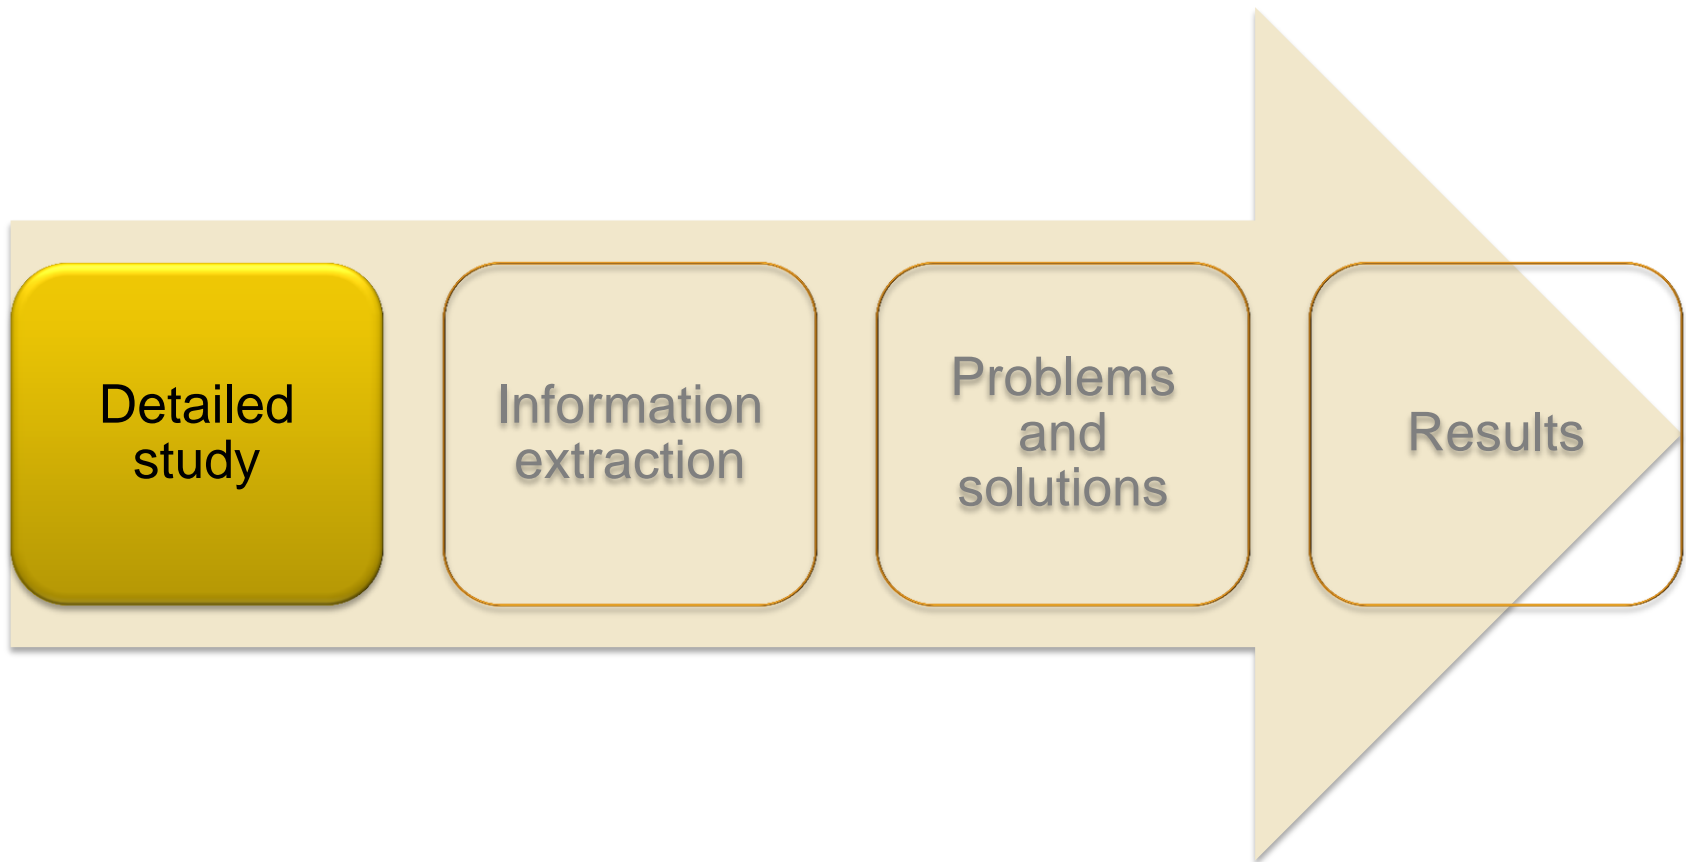 Detailed
study
Information
extraction
Problems
and
solutions
Results